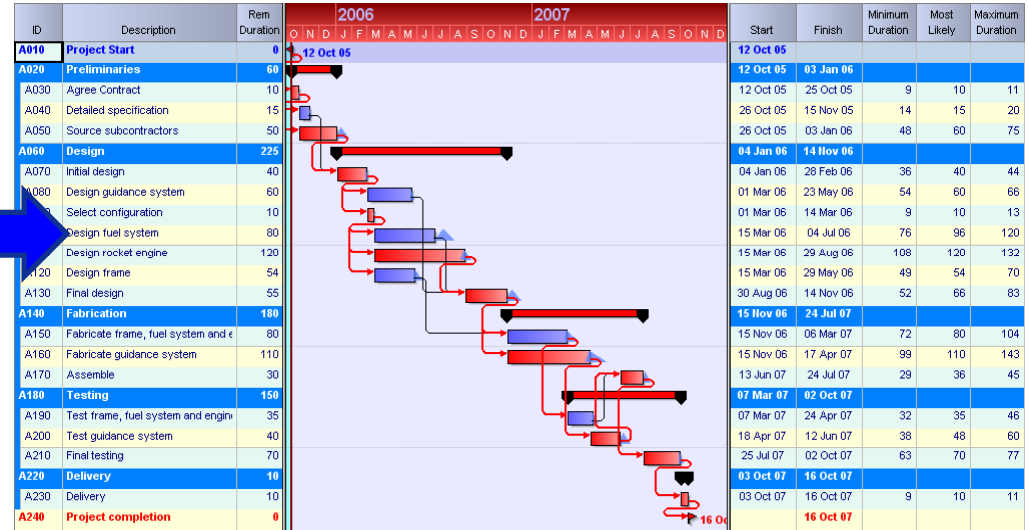 ID Description Rem Duration 2006 2007 Start Finish Minimum Duration Most Likely Maximum Duration
O N D J F M A M J J A S O N D J F M A M J J A S O N D
A010 Project Start 0 12 Oct 05 12 Oct 05
A020 Preliminaries 60 12 Oct 05 03 Jan 06
A030 Agree Contract 10 12 Oct 05 25 Oct 05 9 10 11
A040 Detailed specification 15 26 Oct 05 15 Nov 05 14 15 20
A050 Source subcontractors 50 26 Oct 05 03 Jan 06 48 60 75
A060 Design 225 04 Jan 06 14 Nov 06
A070 Initial design 40 04 Jan 06 28 Feb 06 36 40 44
A080 Design guidance system 60 01 Mar 06 23 May 06 54 60 66
Select configuration 10 01 Mar 06 14 Mar 06 9 10 13
Design fuel system 80 15 Mar 06 04 Jul 06 76 96 120
Design rocket engine 120 15 Mar 06 29 Aug 06 108 120 132
A120 Design frame 54 15 Mar 06 29 May 06 49 54 70
A130 Final design 55 30 Aug 06 14 Nov 06 52 66 83
A140 Fabrication 180 15 Nov 06 24 Jul 07
A150 Fabricate frame, fuel system and e 80 15 Nov 06 06 Mar 07 72 80 104
A160 Fabricate guidance system 110 15 Nov 06 17 Apr 07 99 110 143
A170 Assemble 30 13 Jun 07 24 Jul 07 29 36 45
A180 Testing 150 07 Mar 07 02 Oct 07
A190 Test frame, fuel system and engin 35 07 Mar 07 24 Apr 07 32 35 46
A200 Test guidance system 40 18 Apr 07 12 Jun 07 38 48 60
A210 Final testing 70 25 Jul 07 02 Oct 07 63 70 77
A220 Delivery 10 03 Oct 07 16 Oct 07
A230 Delivery 10 03 Oct 07 16 Oct 07 9 10 11
A240 Project completion 0 16 Oc 16 Oct 07